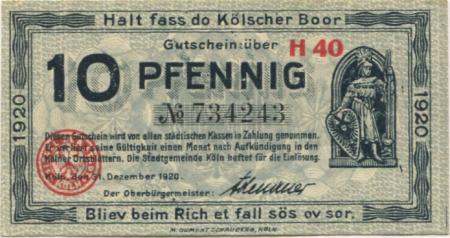 Halt fass do Kölscher Boor
Gutschein über
H 40
10 PFENNIG
1920
1920
№ 734243
Dieser Gutschein wird von allen städtischen Kassen in Zahlung genommen.
Er verliert seine Gültigkeit einen Monat nach Aufkündigung in den
Kölner Ortsblättern. Die Stadtgemeinde Köln haftet für die Einlösung.
Köln, den 31. Dezember 1920.
Der Oberbürgermeister:
Bliev beim Rich et fall sös ov sor.
M. DUMONT SCHAUBERG, KÖLN